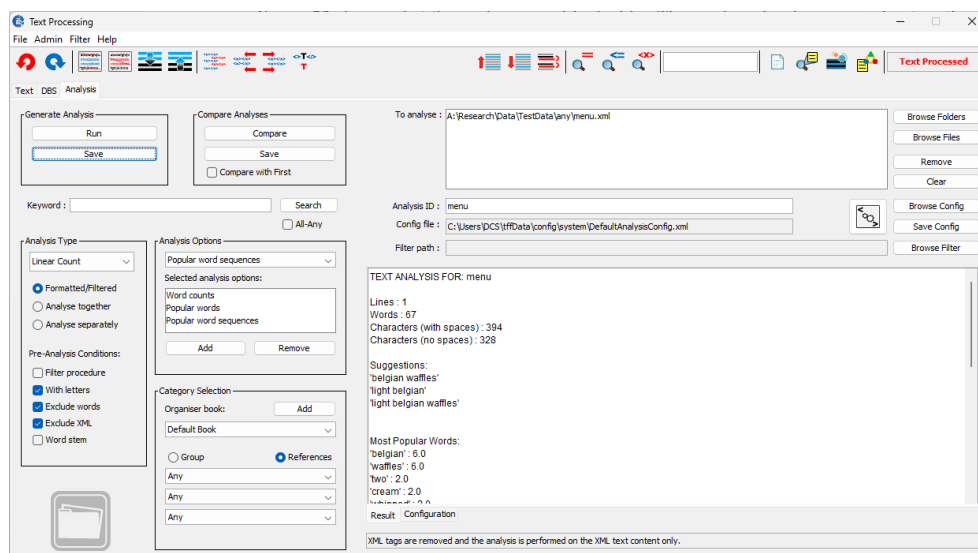 Text Processing
File Admin Filter Help
Text Processed
Text DBS Analysis
Generate Analysis
Run
Save
Compare Analyses
Compare
Save
Compare with First
To analyse : A:\Research\Data\TestData\any\menu.xml
Browse Folders
Browse Files
Remove
Clear
Keyword :
Search
All-Any
Analysis ID : menu
Browse Config
Config file : C:\Users\DCS\tffData\config\system\DefaultAnalysisConfig.xml
Save Config
Filter path :
Browse Filter
Analysis Type
Linear Count
Formatted/Filtered
Analyse together
Analyse separately
Pre-Analysis Conditions:
Filter procedure
With letters
Exclude words
Exclude XML
Word stem
Analysis Options
Popular word sequences
Selected analysis options:
Word counts
Popular words
Popular word sequences
Add Remove
Category Selection
Organiser book: Add
Default Book
Group References
Any
Any
Any
TEXT ANALYSIS FOR: menu
Lines : 1
Words : 67
Characters (with spaces) : 394
Characters (no spaces) : 328
Suggestions:
'belgian waffles'
'light belgian'
'light belgian waffles'
Most Popular Words:
'belgian' : 6.0
'waffles' : 6.0
'two' : 2.0
'cream' : 2.0
Result Configuration
XML tags are removed and the analysis is performed on the XML text content only.